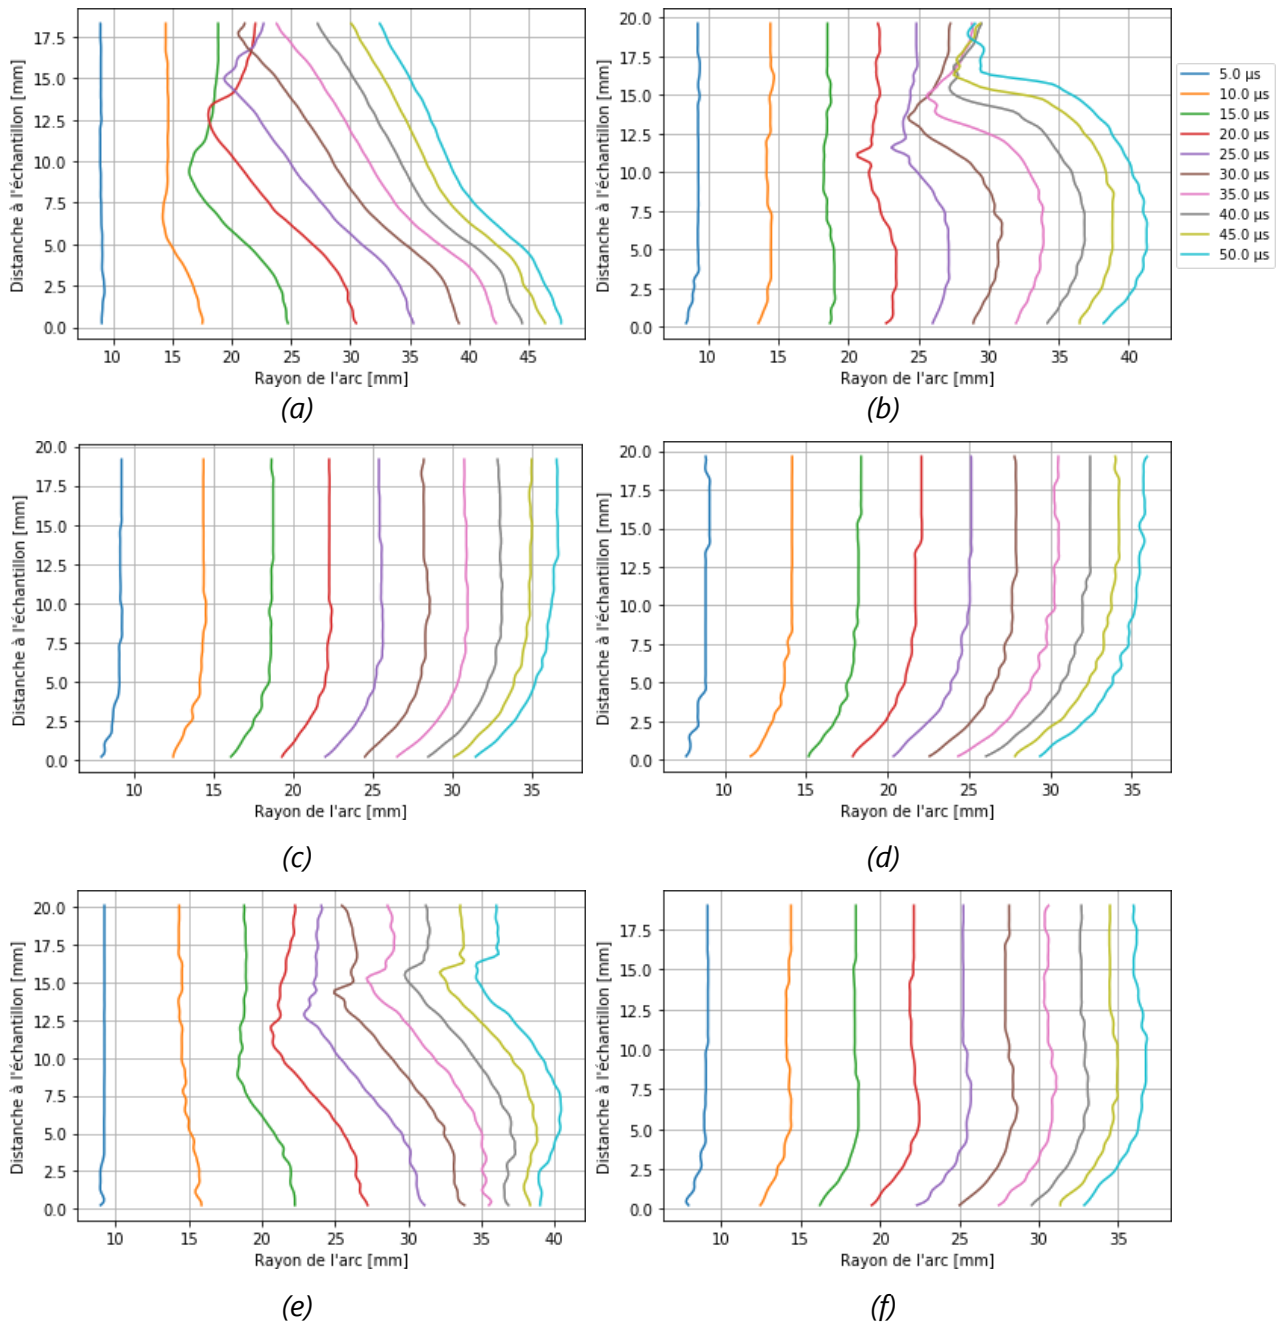 17.5
15.0
12.5
10.0
7.5
5.0
2.5
0.0
Distanche à l'échantillon [mm]
10 15 20 25 30 35 40 45
Rayon de l'arc [mm]
(a)
20.0
17.5
15.0
12.5
10.0
7.5
5.0
2.5
0.0
Distanche à l'échantillon [mm]
10 15 20 25 30 35 40
Rayon de l'arc [mm]
(b)
5.0 µs
10.0 µs
15.0 µs
20.0 µs
25.0 µs
30.0 µs
35.0 µs
40.0 µs
45.0 µs
50.0 µs
20.0
17.5
15.0
12.5
10.0
7.5
5.0
2.5
0.0
Distanche à l'échantillon [mm]
10 15 20 25 30 35
Rayon de l'arc [mm]
(c)
20.0
17.5
15.0
12.5
10.0
7.5
5.0
2.5
0.0
Distanche à l'échantillon [mm]
10 15 20 25 30 35
Rayon de l'arc [mm]
(d)
20.0
17.5
15.0
12.5
10.0
7.5
5.0
2.5
0.0
Distanche à l'échantillon [mm]
10 15 20 25 30 35 40
Rayon de l'arc [mm]
(e)
17.5
15.0
12.5
10.0
7.5
5.0
2.5
0.0
Distanche à l'échantillon [mm]
10 15 20 25 30 35
Rayon de l'arc [mm]
(f)